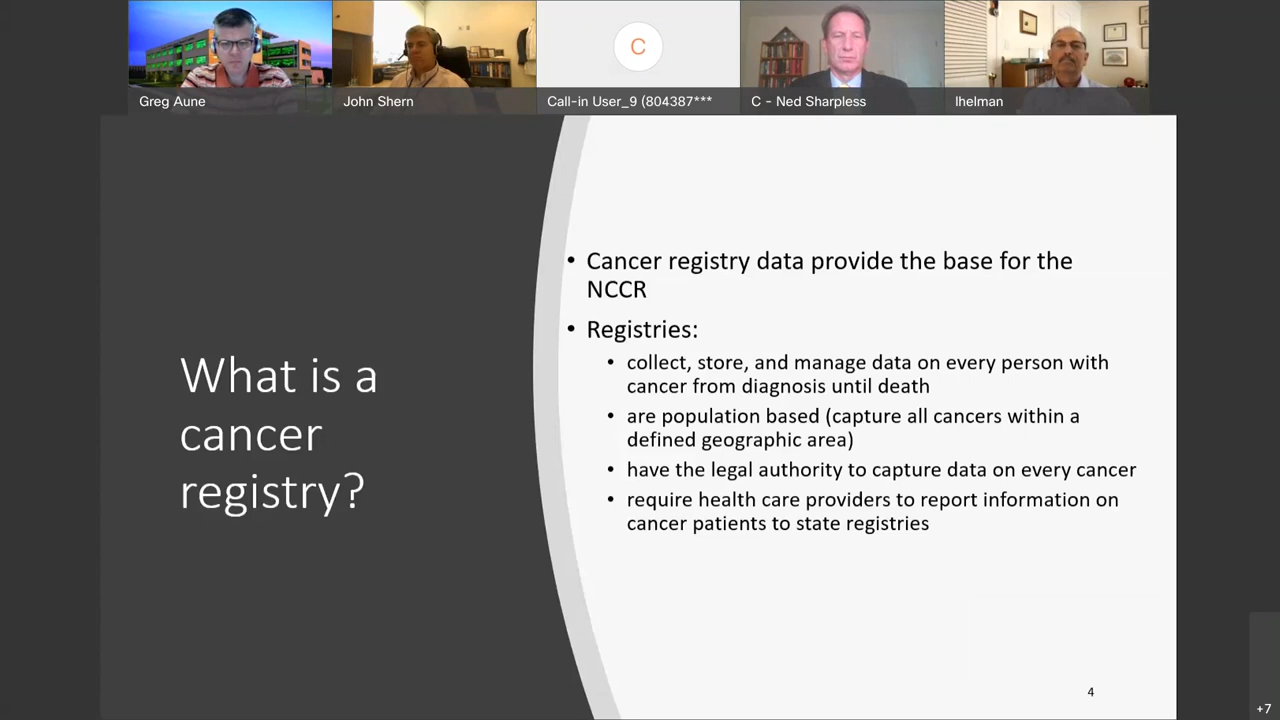 Greg Aune
John Shern
C
Call-in User_9 (804387***
C - Ned Sharpless
lhelman
What is a
cancer
registry?
• Cancer registry data provide the base for the
NCCR
• Registries:
• collect, store, and manage data on every person with
cancer from diagnosis until death
• are population based (capture all cancers within a
defined geographic area)
• have the legal authority to capture data on every cancer
• require health care providers to report information on
cancer patients to state registries
4
+7